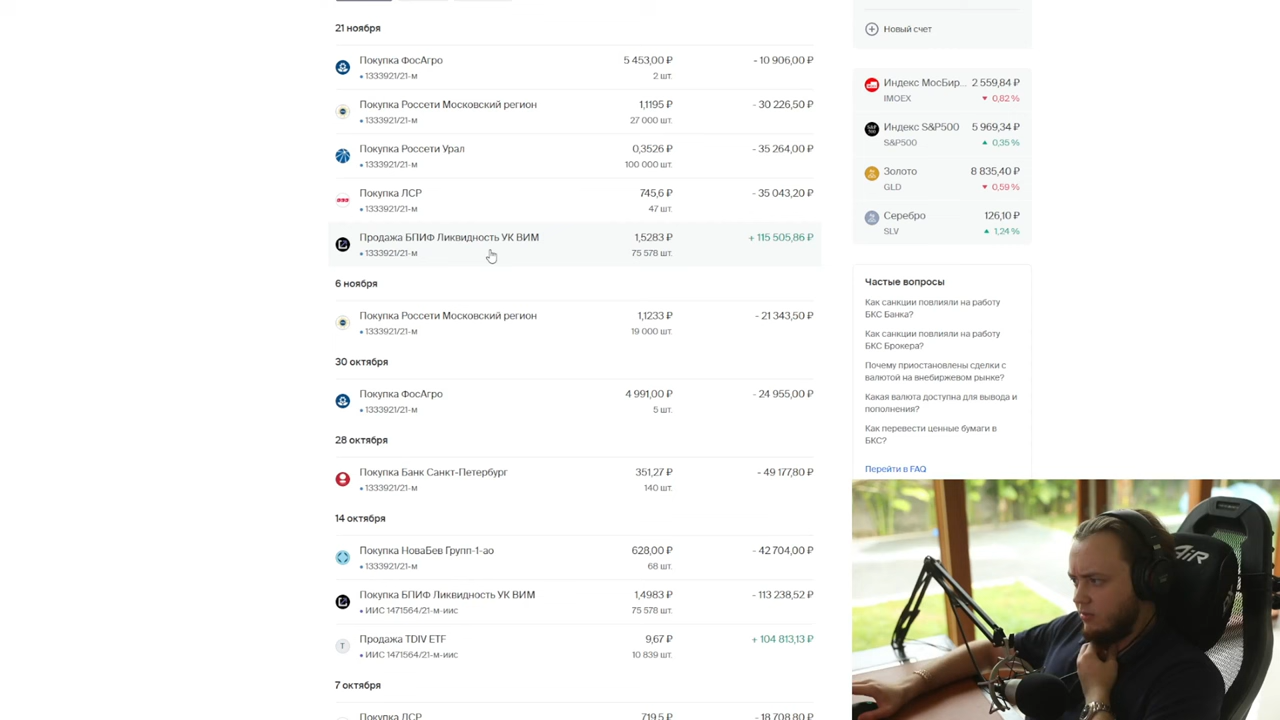 21 ноября
Покупка ФосАгро 5 453,00 ₽ - 10 906,00 ₽
1333921/21-м 2 шт.
Покупка Россети Московский регион 1,1195 ₽ - 30 226,50 ₽
1333921/21-м 27 000 шт.
Покупка Россети Урал 0,3526 ₽ - 35 264,00 ₽
1333921/21-м 100 000 шт.
Покупка ЛСР 745,6 ₽ - 35 043,20 ₽
1333921/21-м 47 шт.
Продажа БПИФ Ликвидность УК ВИМ 1,5283 ₽ + 115 505,86 ₽
1333921/21-м 75 578 шт.
6 ноября
Покупка Россети Московский регион 1,1233 ₽ - 21 343,50 ₽
1333921/21-м 19 000 шт.
30 октября
Покупка ФосАгро 4 991,00 ₽ - 24 955,00 ₽
1333921/21-м 5 шт.
28 октября
Покупка Банк Санкт-Петербург 351,27 ₽ - 49 177,80 ₽
1333921/21-м 140 шт.
14 октября
Покупка НоваБев Групп-1-ао 628,00 ₽ - 42 704,00 ₽
1333921/21-м 68 шт.
Покупка БПИФ Ликвидность УК ВИМ 1,4983 ₽ - 113 238,52 ₽
ИИС 1471564/21-м-иис 75 578 шт.
T Продажа TDIV ETF 9,67 ₽ + 104 813,13 ₽
ИИС 1471564/21-м-иис 10 839 шт.
7 октября
Покупка ЛСР 719,5 ₽ - 18 708,80 ₽
Новый счет
Индекс МосБир... 2 559,84 ₽
IMOEX ▼ 0,82 %
Индекс S&P500 5 969,34 ₽
S&P500 ▲ 0,35 %
Золото 8 835,40 ₽
GLD ▼ 0,59 %
Серебро 126,10 ₽
SLV ▲ 1,24 %
Частые вопросы
Как санкции повлияли на работу
БКС Банка?
Как санкции повлияли на работу
БКС Брокера?
Почему приостановлены сделки с
валютой на внебиржевом рынке?
Какая валюта доступна для вывода и
пополнения?
Как перевести ценные бумаги в
БКС?
Перейти в FAQ
AIR